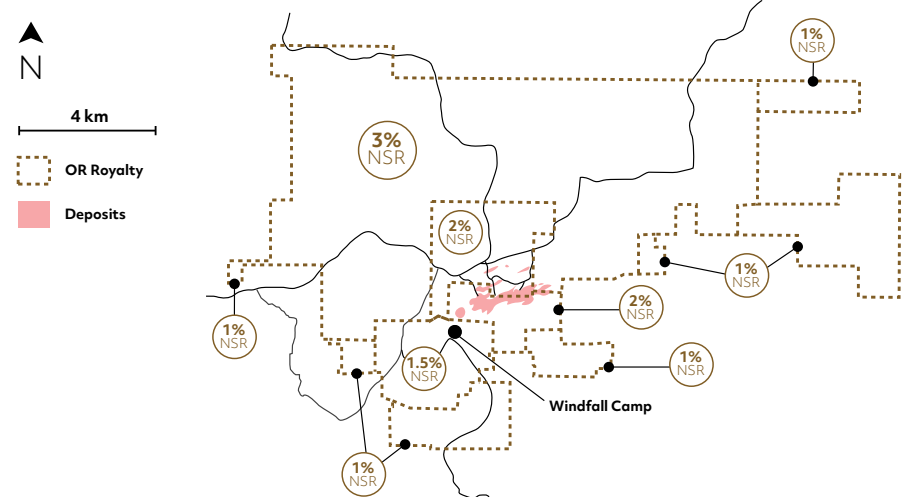 1%
NSR
N
4 km
3%
NSR
OR Royalty
Deposits
2%
NSR
1%
NSR
2%
NSR
1%
NSR
1.5%
NSR
1%
NSR
Windfall Camp
1%
NSR